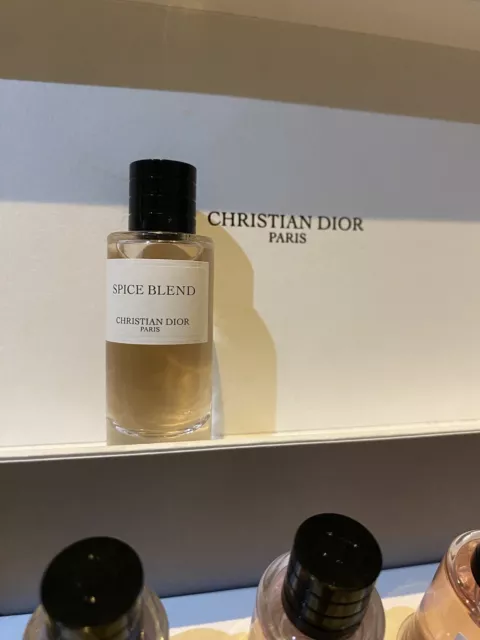 CHRISTIAN DIOR
PARIS
SPICE BLEND
CHRISTIAN DIOR
PARIS